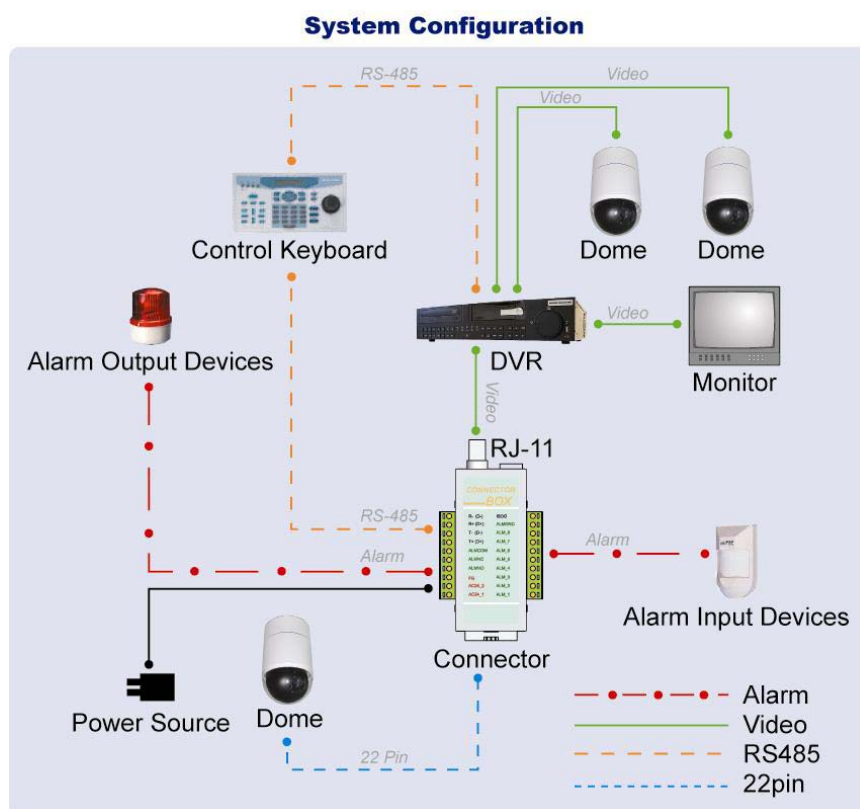 System Configuration
RS-485
Video
Video
Control Keyboard
Dome
Dome
Alarm Output Devices
DVR
Video
Monitor
Video
RJ-11
CONNECTOR
BOX
RS-485
Alarm
Alarm
Alarm Input Devices
Connector
Power Source
Dome
22 Pin
Alarm
Video
RS485
22pin